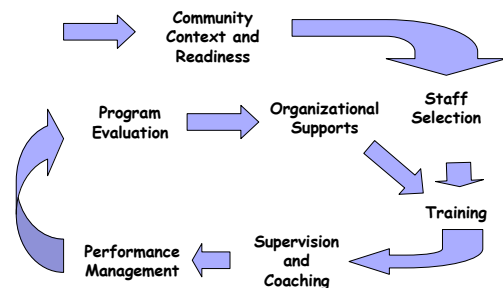 Community
Context and
Readiness
Staff
Selection
Program
Evaluation
Organizational
Supports
Training
Supervision
and
Coaching
Performance
Management